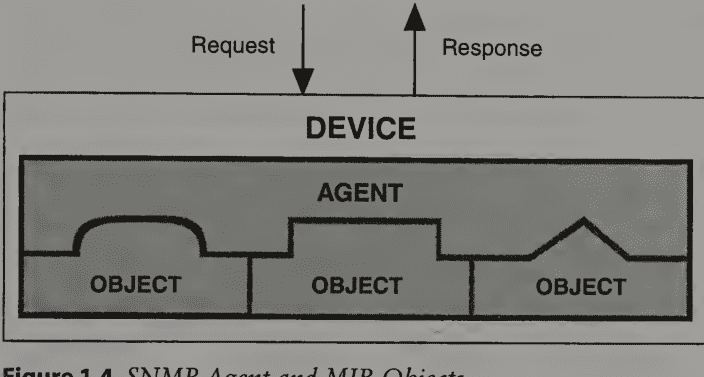 Request
Response
DEVICE
AGENT
OBJECT
OBJECT
OBJECT
Figure 1.4 SNMP Agent and MIB Objects